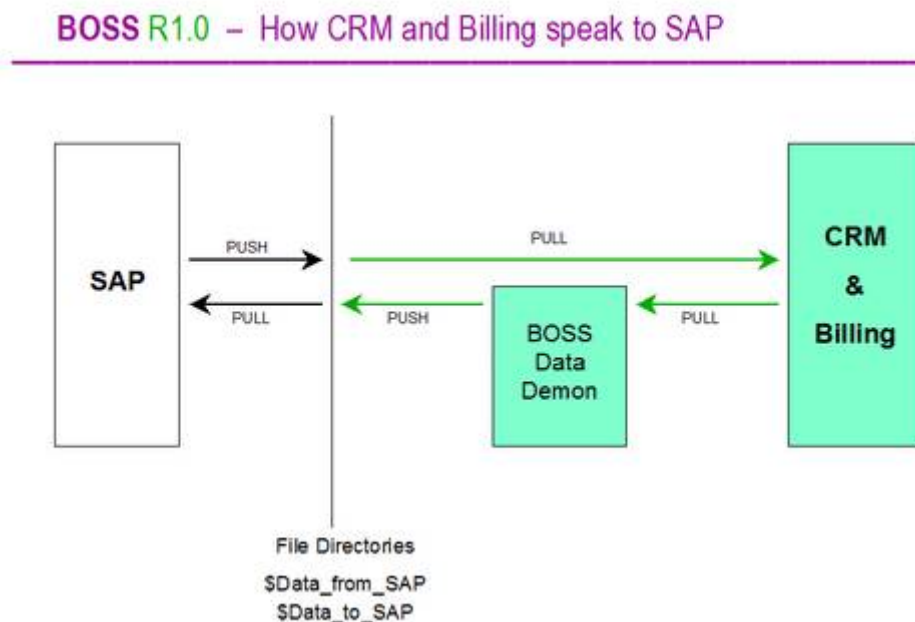 BOSS R1.0 – How CRM and Billing speak to SAP
SAP
PUSH
PULL
PULL
PUSH
PULL
BOSS
Data
Demon
CRM
&
Billing
File Directories
$Data_from_SAP
$Data_to_SAP